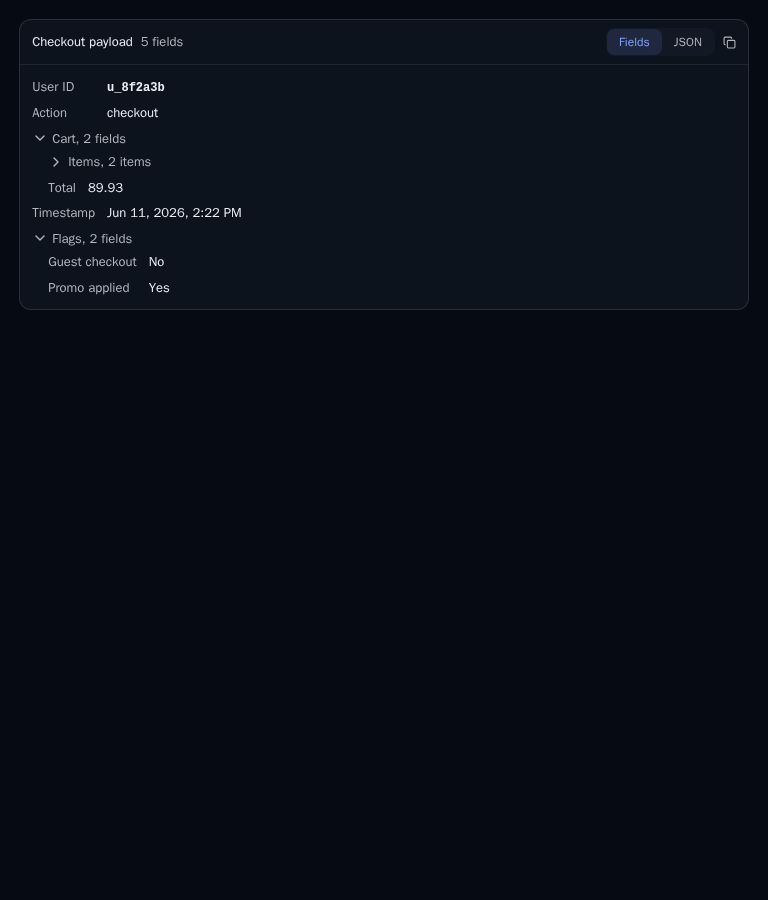 Checkout payload 5 fields Fields JSON
User ID u_8f2a3b
Action checkout
Cart, 2 fields
Items, 2 items
Total 89.93
Timestamp Jun 11, 2026, 2:22 PM
Flags, 2 fields
Guest checkout No
Promo applied Yes